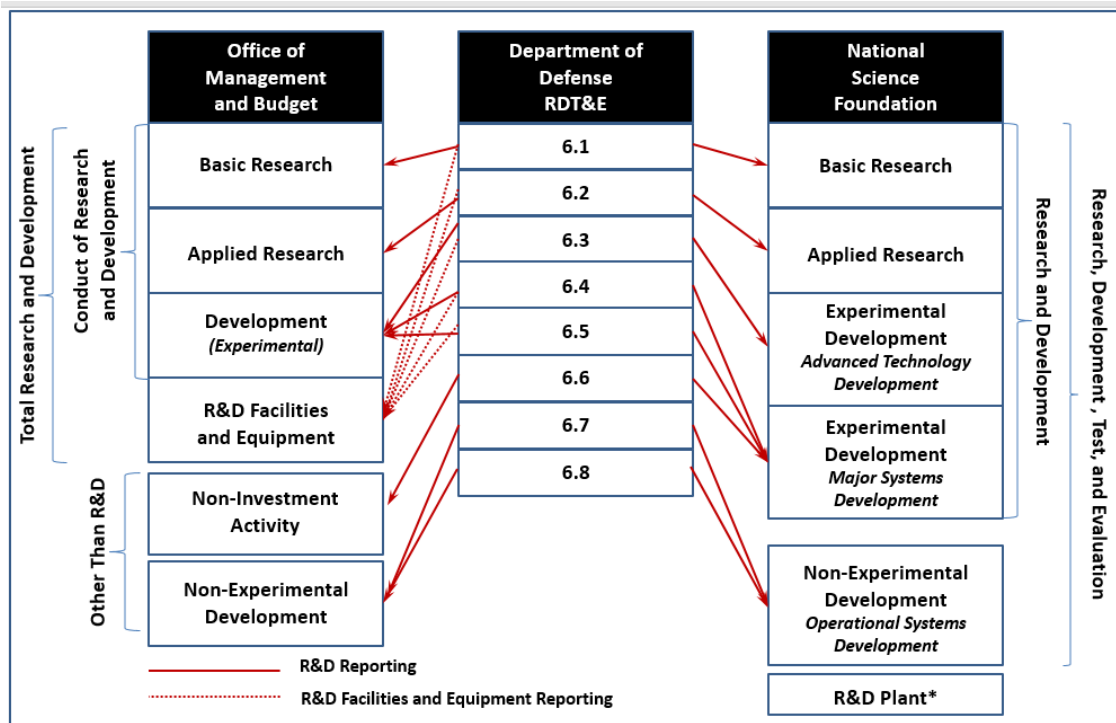 Office of
Management
and Budget
Department of
Defense
RDT&E
National
Science
Foundation
Total Research and Development
Conduct of Research
and Development
Basic Research
Applied Research
Development
(Experimental)
R&D Facilities
and Equipment
Other Than R&D
Non-Investment
Activity
Non-Experimental
Development
6.1
6.2
6.3
6.4
6.5
6.6
6.7
6.8
Basic Research
Applied Research
Experimental
Development
Advanced Technology
Development
Experimental
Development
Major Systems
Development
Non-Experimental
Development
Operational Systems
Development
R&D Plant*
Research and Development
Research, Development , Test, and Evaluation
R&D Reporting
R&D Facilities and Equipment Reporting